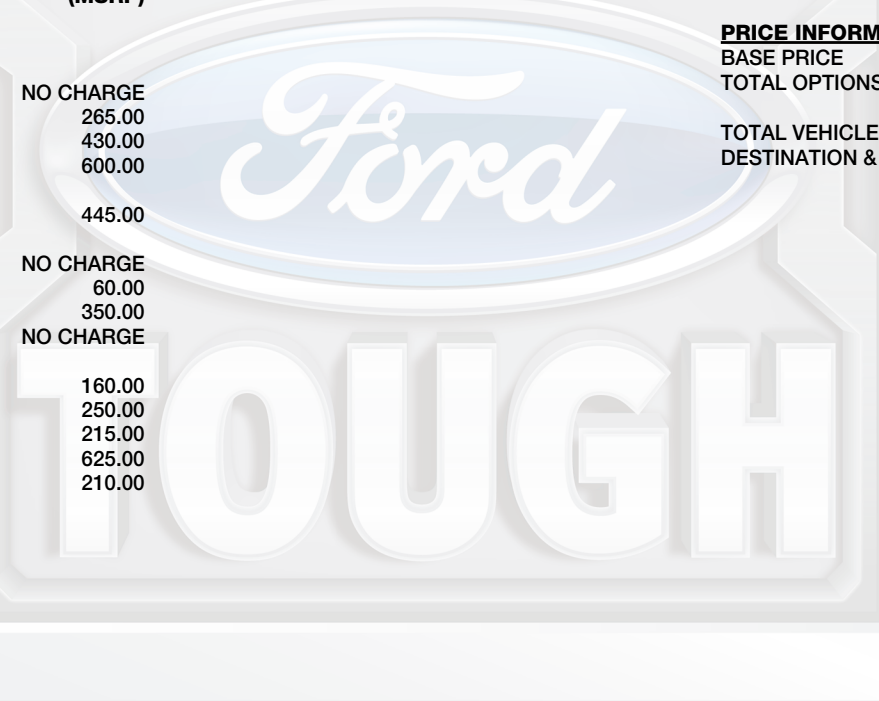 (MSRP)
NO CHARGE
265.00
430.00
600.00
445.00
NO CHARGE
60.00
350.00
NO CHARGE
160.00
250.00
215.00
625.00
210.00
PRICE INFORM
BASE PRICE
TOTAL OPTIONS
TOTAL VEHICLE
DESTINATION &
Ford
TOUGH